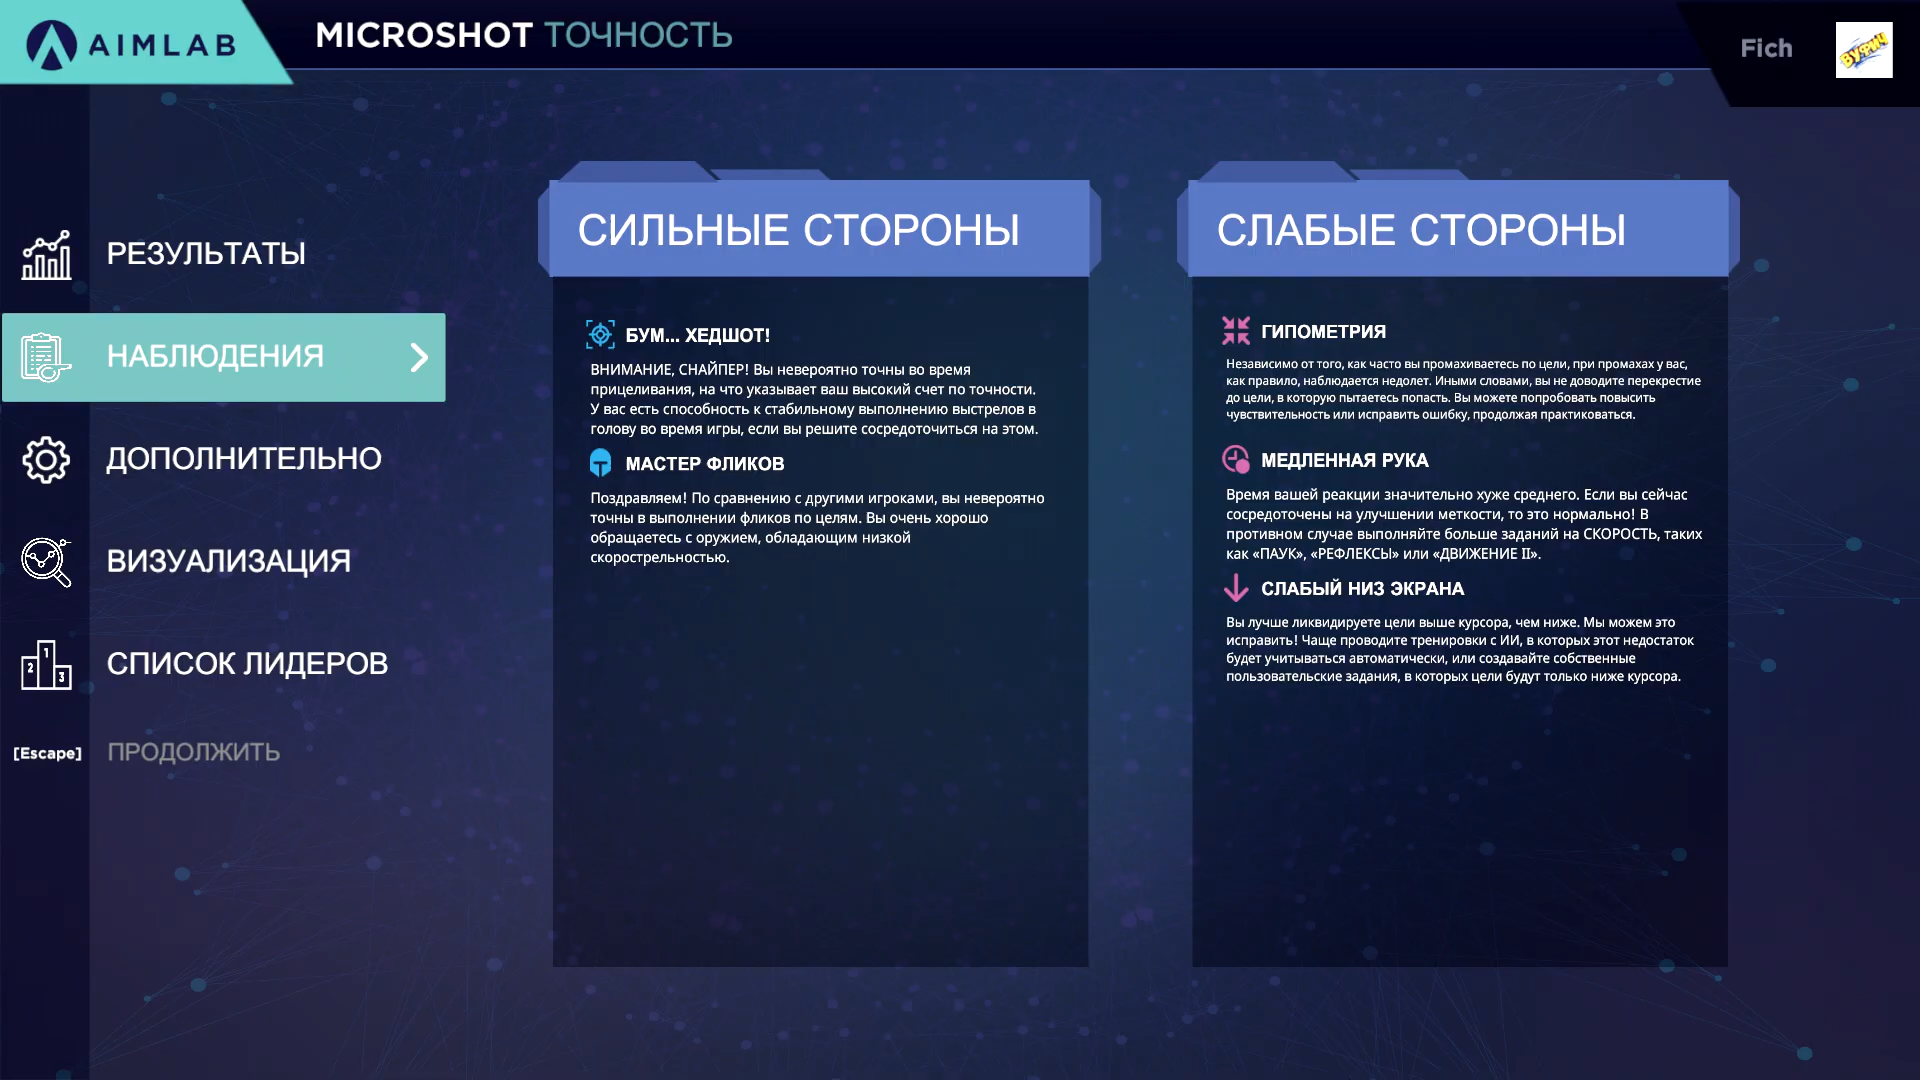 AIMLAB
MICROSHOT ТОЧНОСТЬ
Fich
ВУФИЧ
РЕЗУЛЬТАТЫ
НАБЛЮДЕНИЯ
ДОПОЛНИТЕЛЬНО
ВИЗУАЛИЗАЦИЯ
1
2
3
СПИСОК ЛИДЕРОВ
[Escape] ПРОДОЛЖИТЬ
СИЛЬНЫЕ СТОРОНЫ
БУМ... ХЕДШОТ!
ВНИМАНИЕ, СНАЙПЕР! Вы невероятно точны во время
прицеливания, на что указывает ваш высокий счет по точности.
У вас есть способность к стабильному выполнению выстрелов в
голову во время игры, если вы решите сосредоточиться на этом.
МАСТЕР ФЛИКОВ
Поздравляем! По сравнению с другими игроками, вы невероятно
точны в выполнении фликов по целям. Вы очень хорошо
обращаетесь с оружием, обладающим низкой
скорострельностью.
СЛАБЫЕ СТОРОНЫ
ГИПОМЕТРИЯ
Независимо от того, как часто вы промахиваетесь по цели, при промахах у вас,
как правило, наблюдается недолет. Иными словами, вы не доводите перекрестие
до цели, в которую пытаетесь попасть. Вы можете попробовать повысить
чувствительность или исправить ошибку, продолжая практиковаться.
МЕДЛЕННАЯ РУКА
Время вашей реакции значительно хуже среднего. Если вы сейчас
сосредоточены на улучшении меткости, то это нормально! В
противном случае выполняйте больше заданий на СКОРОСТЬ, таких
как «ПАУК», «РЕФЛЕКСЫ» или «ДВИЖЕНИЕ II».
СЛАБЫЙ НИЗ ЭКРАНА
Вы лучше ликвидируете цели выше курсора, чем ниже. Мы можем это
исправить! Чаще проводите тренировки с ИИ, в которых этот недостаток
будет учитываться автоматически, или создавайте собственные
пользовательские задания, в которых цели будут только ниже курсора.